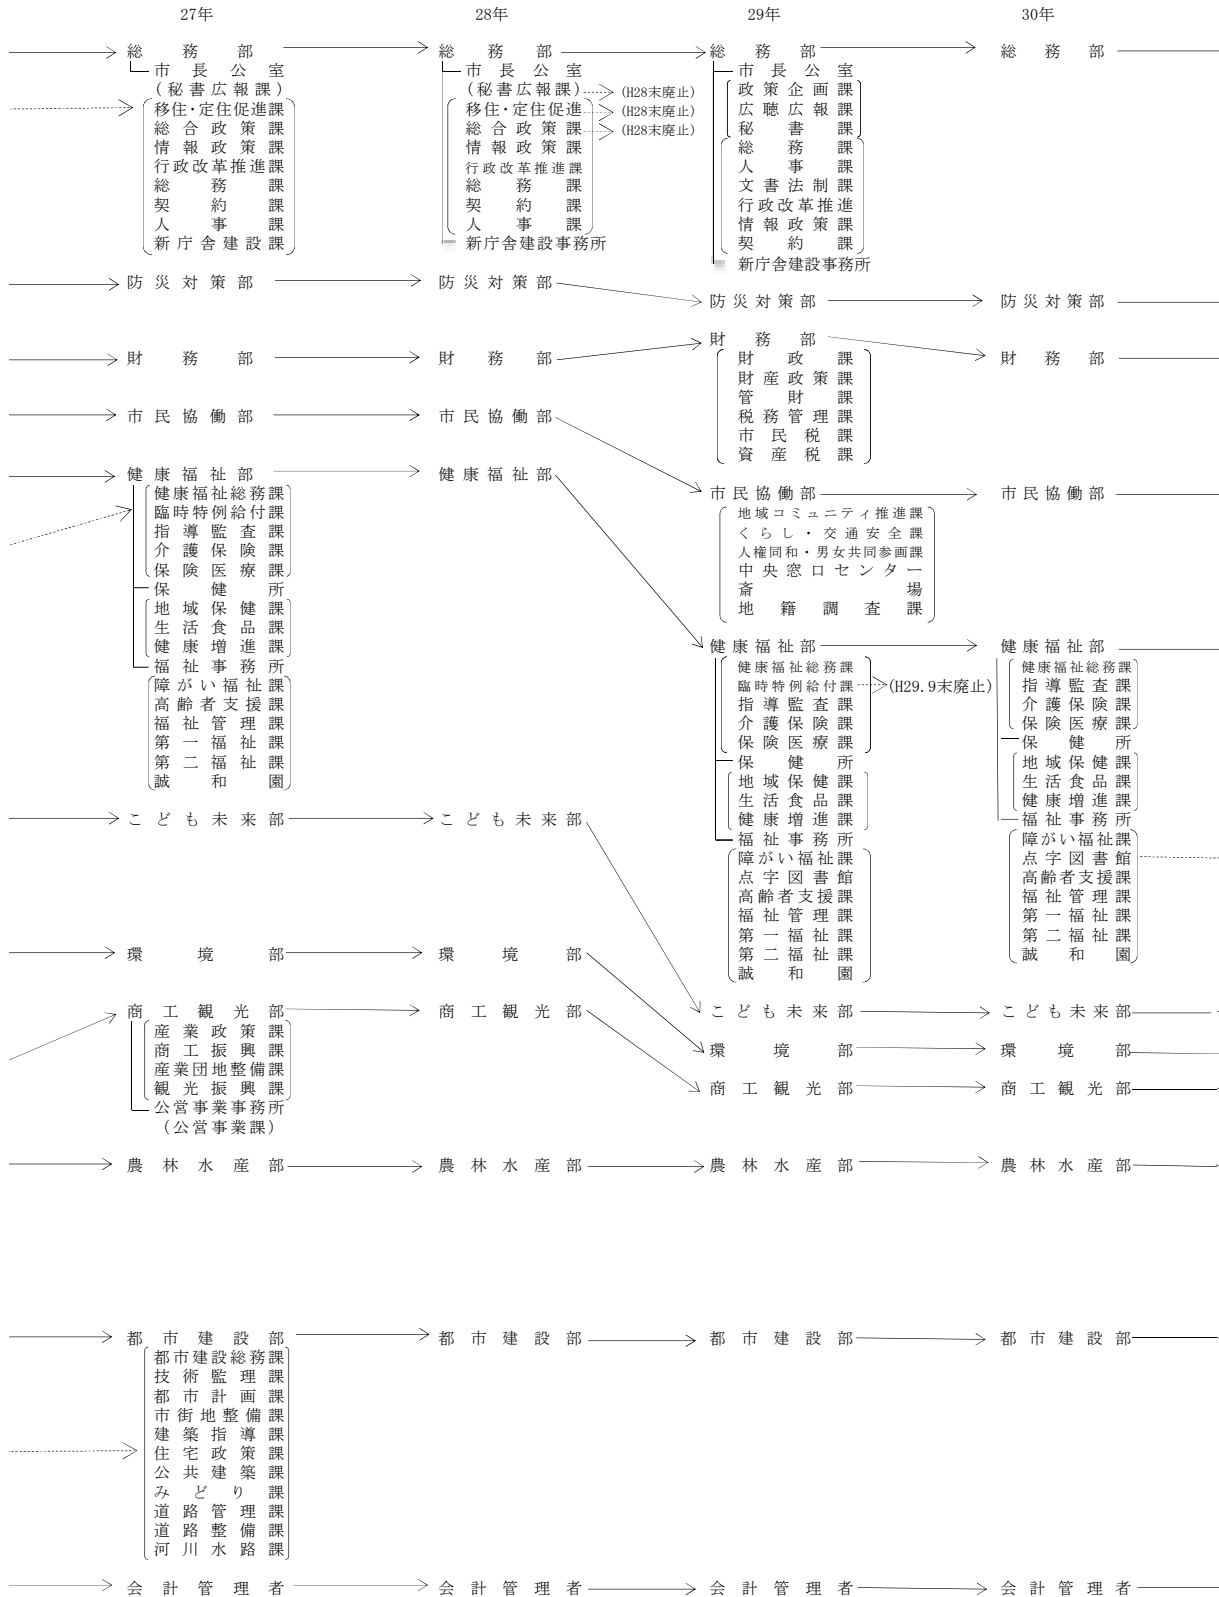 27年
総務部
市長公室
(秘書広報課)
移住・定住促進課
総合政策課
情報政策課
行政改革推進課
総務課
契約課
人事課
新庁舎建設課
防災対策部
財務部
市民協働部
健康福祉部
健康福祉総務課
臨時特例給付課
指導監査課
介護保険課
保険医療課
保健所
地域保健課
生活食品課
健康増進課
福祉事務所
障がい福祉課
高齢者支援課
福祉管理課
第一福祉課
第二福祉課
誠和園
こども未来部
環境部
商工観光部
産業政策課
商工振興課
産業団地整備課
観光振興課
公営事業事務所
(公営事業課)
農林水産部
都市建設部
都市建設総務課
技術監理課
都市計画課
市街地整備課
建築指導課
住宅政策課
公共建築課
みどり課
道路管理課
道路整備課
河川水路課
会計管理者
28年
総務部
市長公室
(秘書広報課) (H28末廃止)
移住・定住促進 (H28末廃止)
総合政策課 (H28末廃止)
情報政策課
行政改革推進課
総務課
契約課
人事課
新庁舎建設事務所
防災対策部
財務部
市民協働部
健康福祉部
こども未来部
環境部
商工観光部
農林水産部
都市建設部
会計管理者
29年
総務部
市長公室
政策企画課
広聴広報課
秘書課
総務課
人事課
文書法制課
行政改革推進
情報政策課
契約課
新庁舎建設事務所
防災対策部
財務部
財政課
財産政策課
管財課
税務管理課
市民税課
資産税課
市民協働部
地域コミュニティ推進課
くらし・交通安全課
人権同和・男女共同参画課
中央窓口センター
斎場
地籍調査課
健康福祉部
健康福祉総務課
臨時特例給付課 (H29.9末廃止)
指導監査課
介護保険課
保険医療課
保健所
地域保健課
生活食品課
健康増進課
福祉事務所
障がい福祉課
点字図書館
高齢者支援課
福祉管理課
第一福祉課
第二福祉課
誠和園
こども未来部
環境部
商工観光部
農林水産部
都市建設部
会計管理者
30年
総務部
防災対策部
財務部
市民協働部
健康福祉部
健康福祉総務課
指導監査課
介護保険課
保険医療課
保健所
地域保健課
生活食品課
健康増進課
福祉事務所
障がい福祉課
点字図書館
高齢者支援課
福祉管理課
第一福祉課
第二福祉課
誠和園
こども未来部
環境部
商工観光部
農林水産部
都市建設部
会計管理者